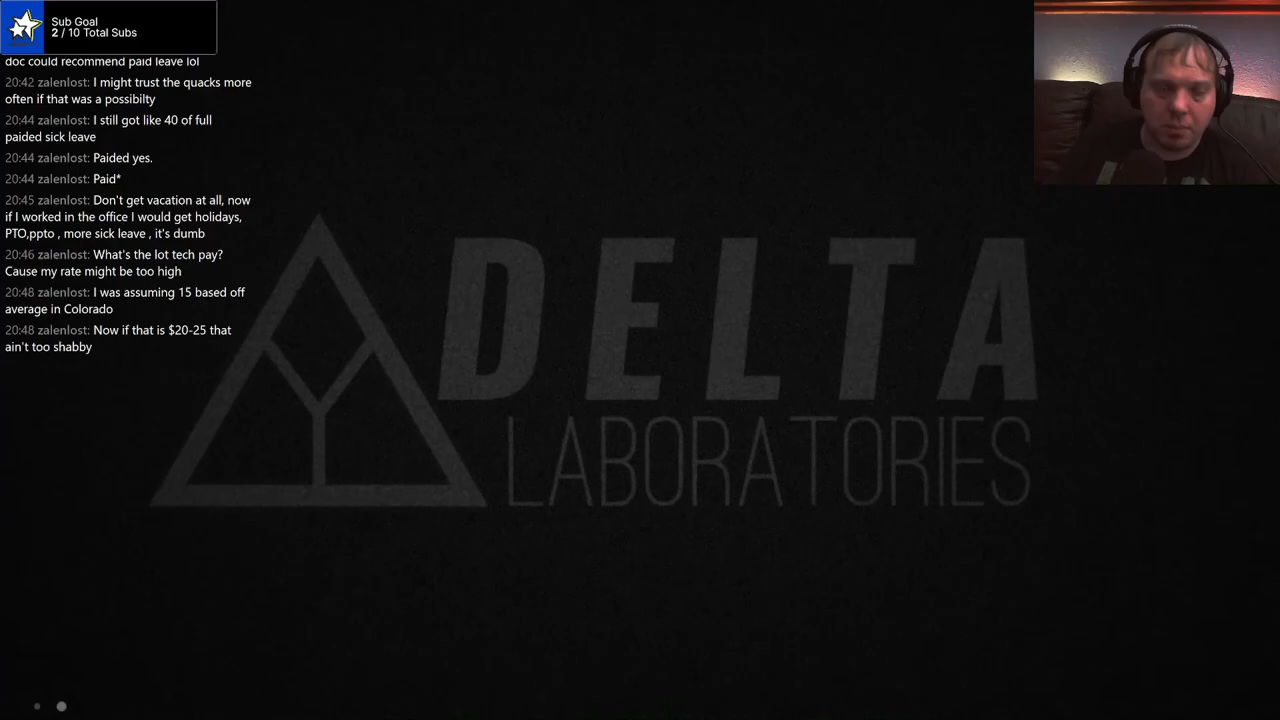 Sub Goal
2 / 10 Total Subs
doc could recommend paid leave lol
20:42 zalenlost: I might trust the quacks more
often if that was a possibilty
20:44 zalenlost: I still got like 40 of full
paided sick leave
20:44 zalenlost: Paided yes.
20:44 zalenlost: Paid*
20:45 zalenlost: Don't get vacation at all, now
if I worked in the office I would get holidays,
PTO,ppto , more sick leave , it's dumb
20:46 zalenlost: What's the lot tech pay?
Cause my rate might be too high
20:48 zalenlost: I was assuming 15 based off
average in Colorado
20:48 zalenlost: Now if that is $20-25 that
ain't too shabby
DELTA
LABORATORIES